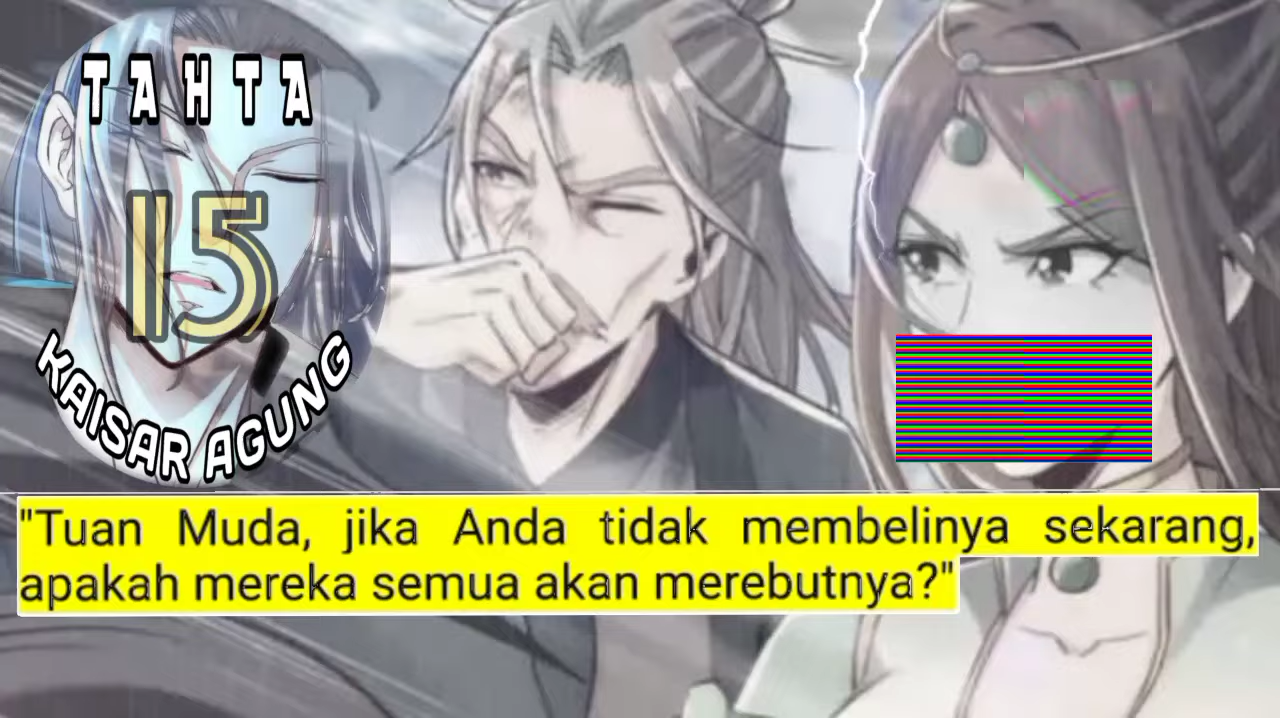 TAHTA
15
KAISAR AGUNG
"Tuan Muda, jika Anda tidak membelinya sekarang,
apakah mereka semua akan merebutnya?"